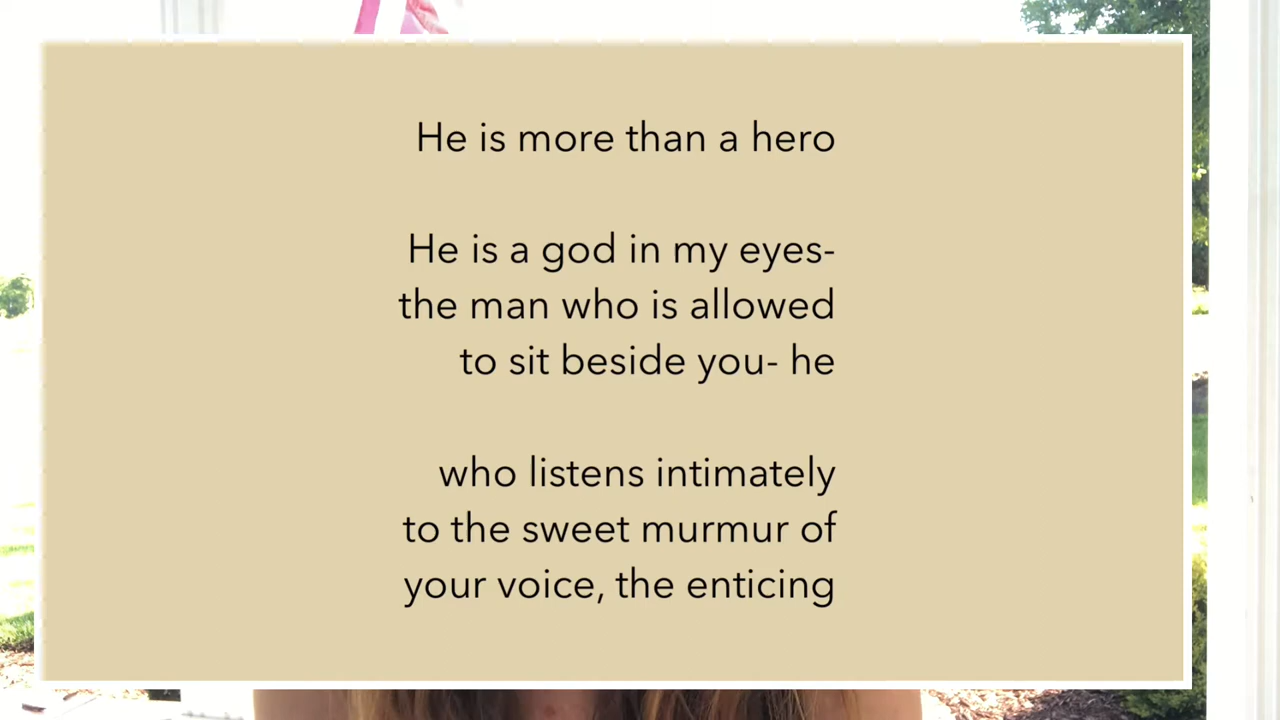 He is more than a hero
He is a god in my eyes-
the man who is allowed
to sit beside you- he
who listens intimately
to the sweet murmur of
your voice, the enticing